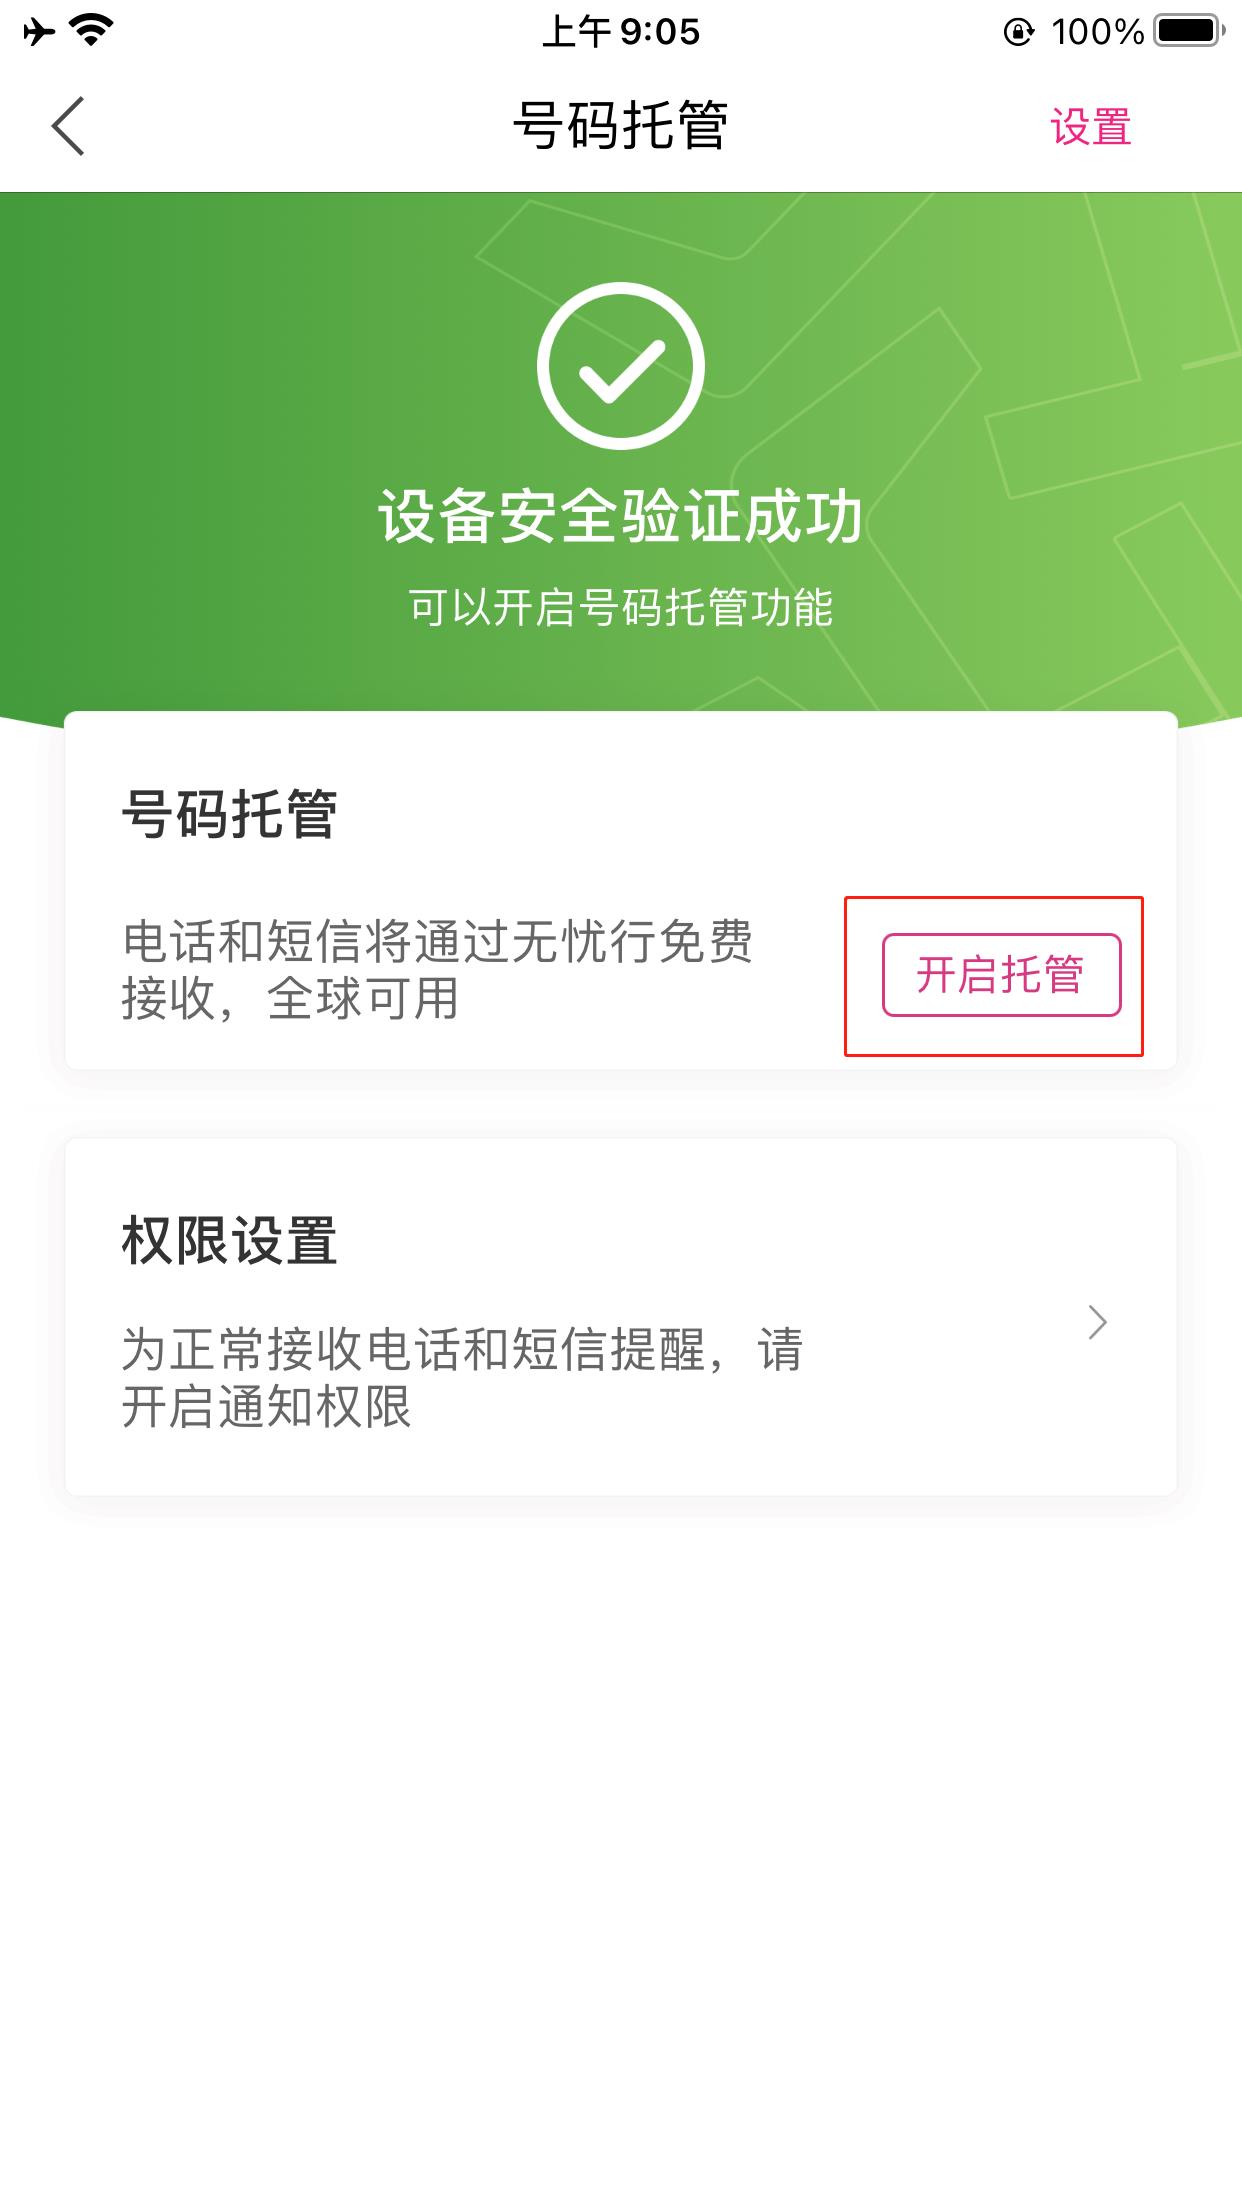 上午 9:05
100%
号码托管
设置
设备安全验证成功
可以开启号码托管功能
号码托管
电话和短信将通过无忧行免费
接收，全球可用
开启托管
权限设置
为正常接收电话和短信提醒，请
开启通知权限